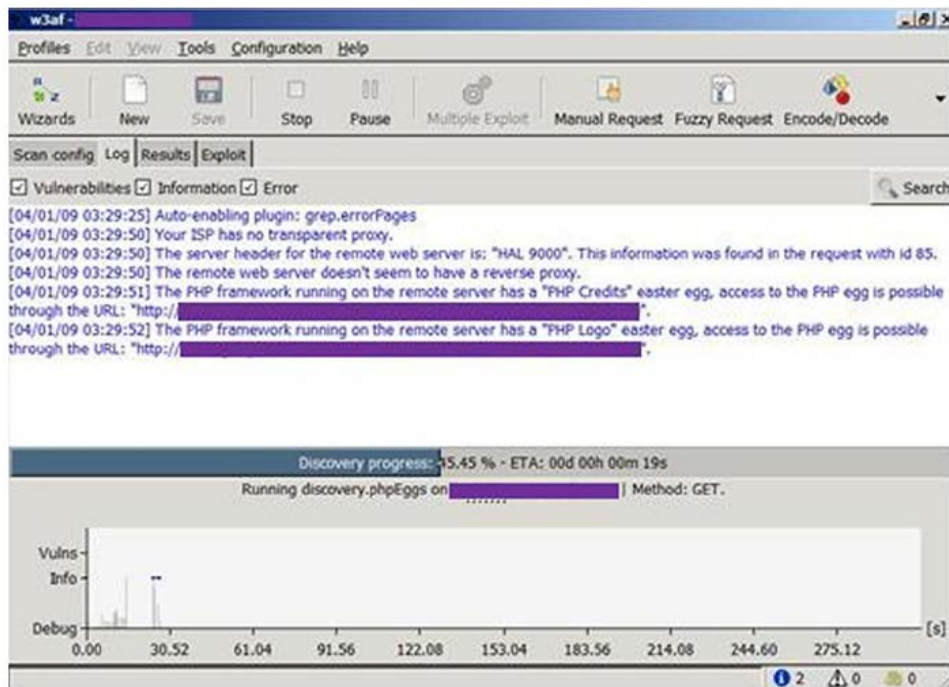 w3af -
Profiles Edit View Tools Configuration Help
Wizards New Save Stop Pause Multiple Exploit Manual Request Fuzzy Request Encode/Decode
Scan config Log Results Exploit
Vulnerabilities Information Error Search
[04/01/09 03:29:25] Auto-enabling plugin: grep.errorPages
[04/01/09 03:29:50] Your ISP has no transparent proxy.
[04/01/09 03:29:50] The server header for the remote web server is: "HAL 9000". This information was found in the request with id 85.
[04/01/09 03:29:50] The remote web server doesn't seem to have a reverse proxy.
[04/01/09 03:29:51] The PHP framework running on the remote server has a "PHP Credits" easter egg, access to the PHP egg is possible
through the URL: "http:// ".
[04/01/09 03:29:52] The PHP framework running on the remote server has a "PHP Logo" easter egg, access to the PHP egg is possible
through the URL: "http:// ".
Discovery progress: 45.45 % - ETA: 00d 00h 00m 19s
Running discovery.phpEggs on | Method: GET.
Vulns
Info
Debug [s]
0.00 30.52 61.04 91.56 122.08 153.04 183.56 214.08 244.60 275.12
2 0 0